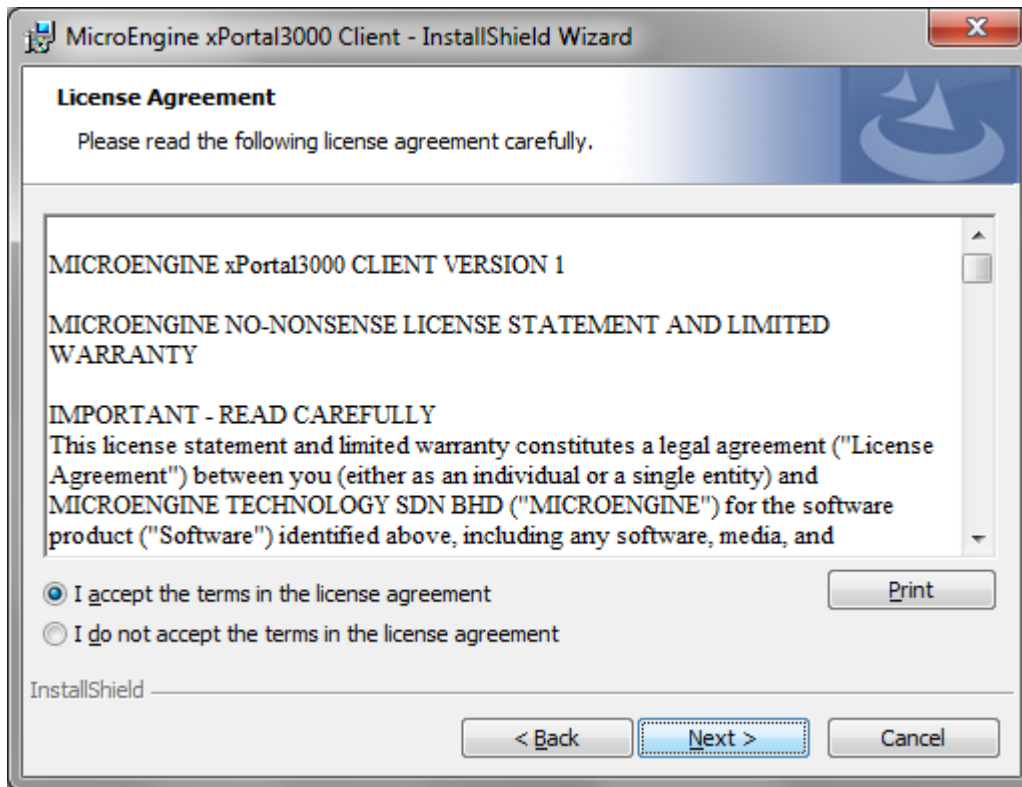 MicroEngine xPortal3000 Client - InstallShield Wizard
License Agreement
Please read the following license agreement carefully.
MICROENGINE xPortal3000 CLIENT VERSION 1
MICROENGINE NO-NONSENSE LICENSE STATEMENT AND LIMITED
WARRANTY
IMPORTANT - READ CAREFULLY
This license statement and limited warranty constitutes a legal agreement ("License
Agreement") between you (either as an individual or a single entity) and
MICROENGINE TECHNOLOGY SDN BHD ("MICROENGINE") for the software
product ("Software") identified above, including any software, media, and
I accept the terms in the license agreement
Print
I do not accept the terms in the license agreement
InstallShield
< Back
Next >
Cancel